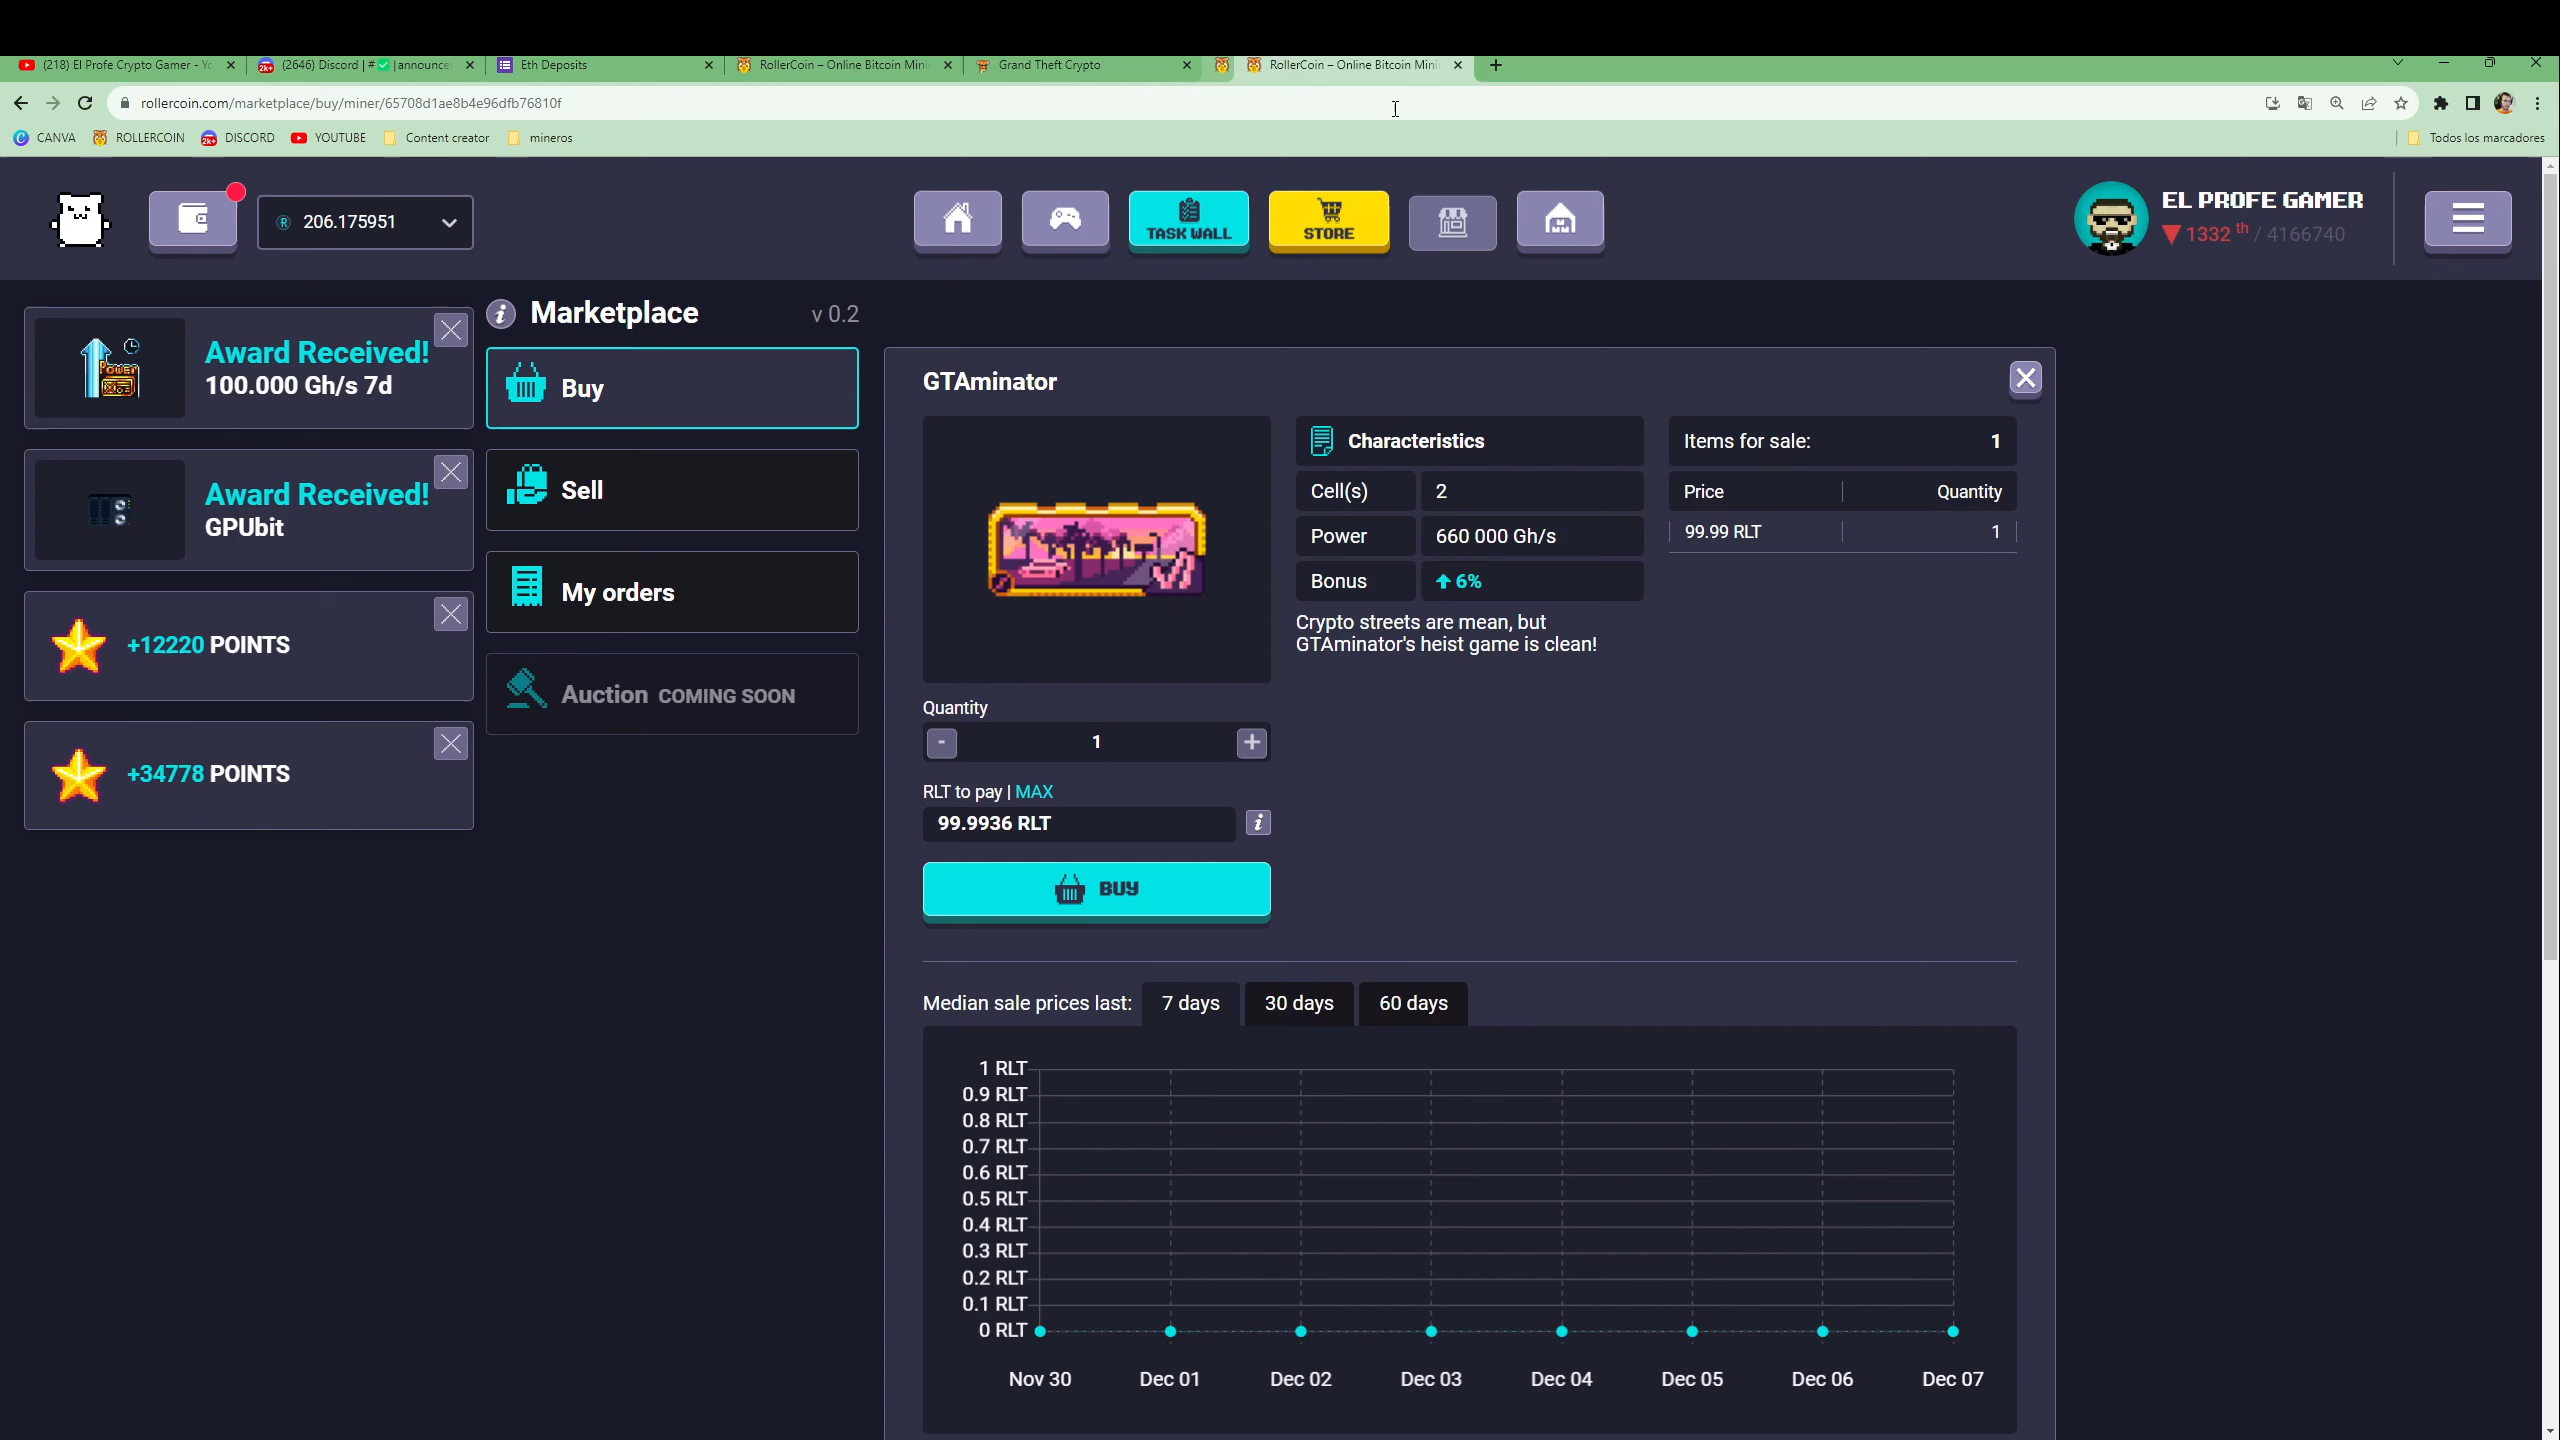 (218) El Profe Crypto Gamer - Yo
(2646) Discord | #✅|announce
Eth Deposits
RollerCoin – Online Bitcoin Mini
Grand Theft Crypto
RollerCoin – Online Bitcoin Mini
rollercoin.com/marketplace/buy/miner/65708d1ae8b4e96dfb76810f
CANVA
ROLLERCOIN
DISCORD
YOUTUBE
Content creator
mineros
Todos los marcadores
206.175951
TASK WALL
STORE
EL PROFE GAMER
1332 th / 4166740
Award Received!
100.000 Gh/s 7d
Award Received!
GPUbit
+12220 POINTS
+34778 POINTS
Marketplace
v 0.2
Buy
Sell
My orders
Auction COMING SOON
GTAminator
Characteristics
Cell(s)
2
Power
660 000 Gh/s
Bonus
6%
Crypto streets are mean, but
GTAminator's heist game is clean!
Items for sale:
1
Price
Quantity
99.99 RLT
1
Quantity
- 1 +
RLT to pay | MAX
99.9936 RLT
BUY
Median sale prices last:
7 days
30 days
60 days
1 RLT
0.9 RLT
0.8 RLT
0.7 RLT
0.6 RLT
0.5 RLT
0.4 RLT
0.3 RLT
0.2 RLT
0.1 RLT
0 RLT
Nov 30
Dec 01
Dec 02
Dec 03
Dec 04
Dec 05
Dec 06
Dec 07